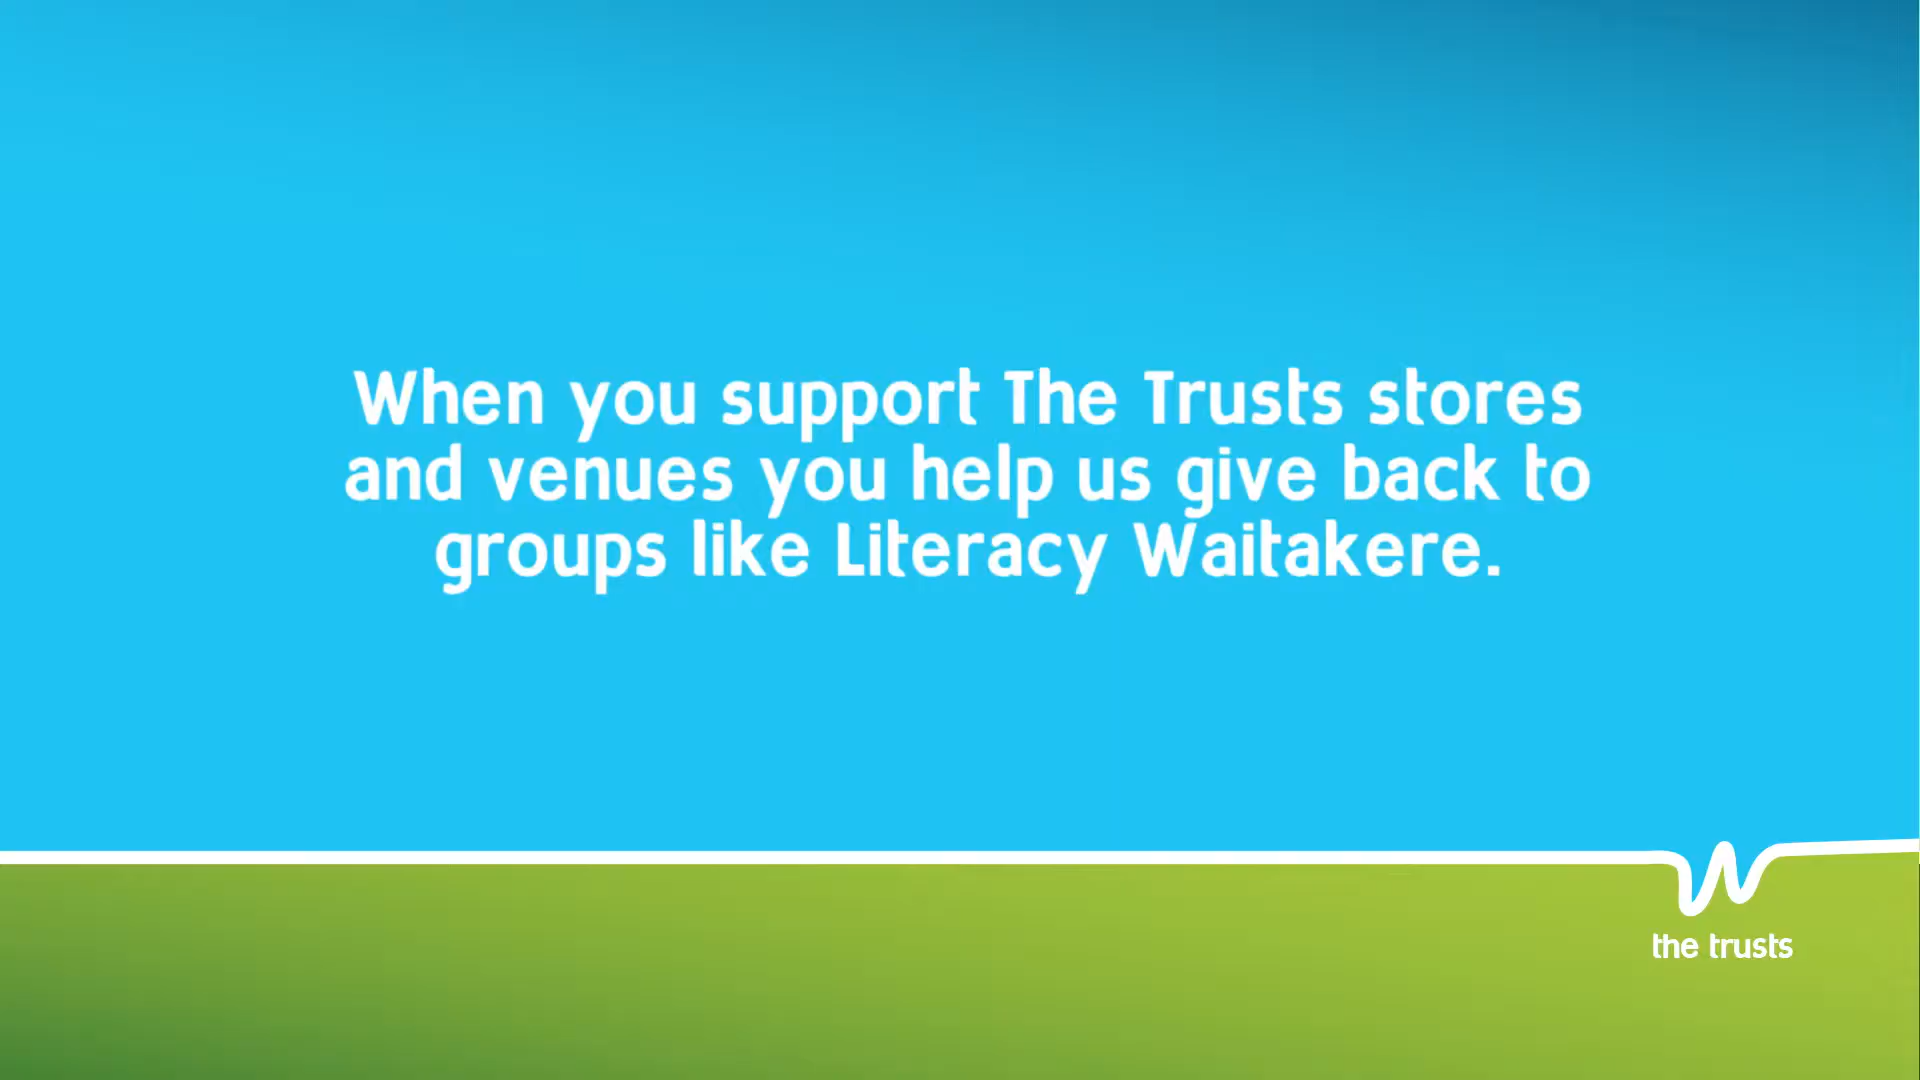 When you support The Trusts stores
and venues you help us give back to
groups like Literacy Waitakere.
the trusts